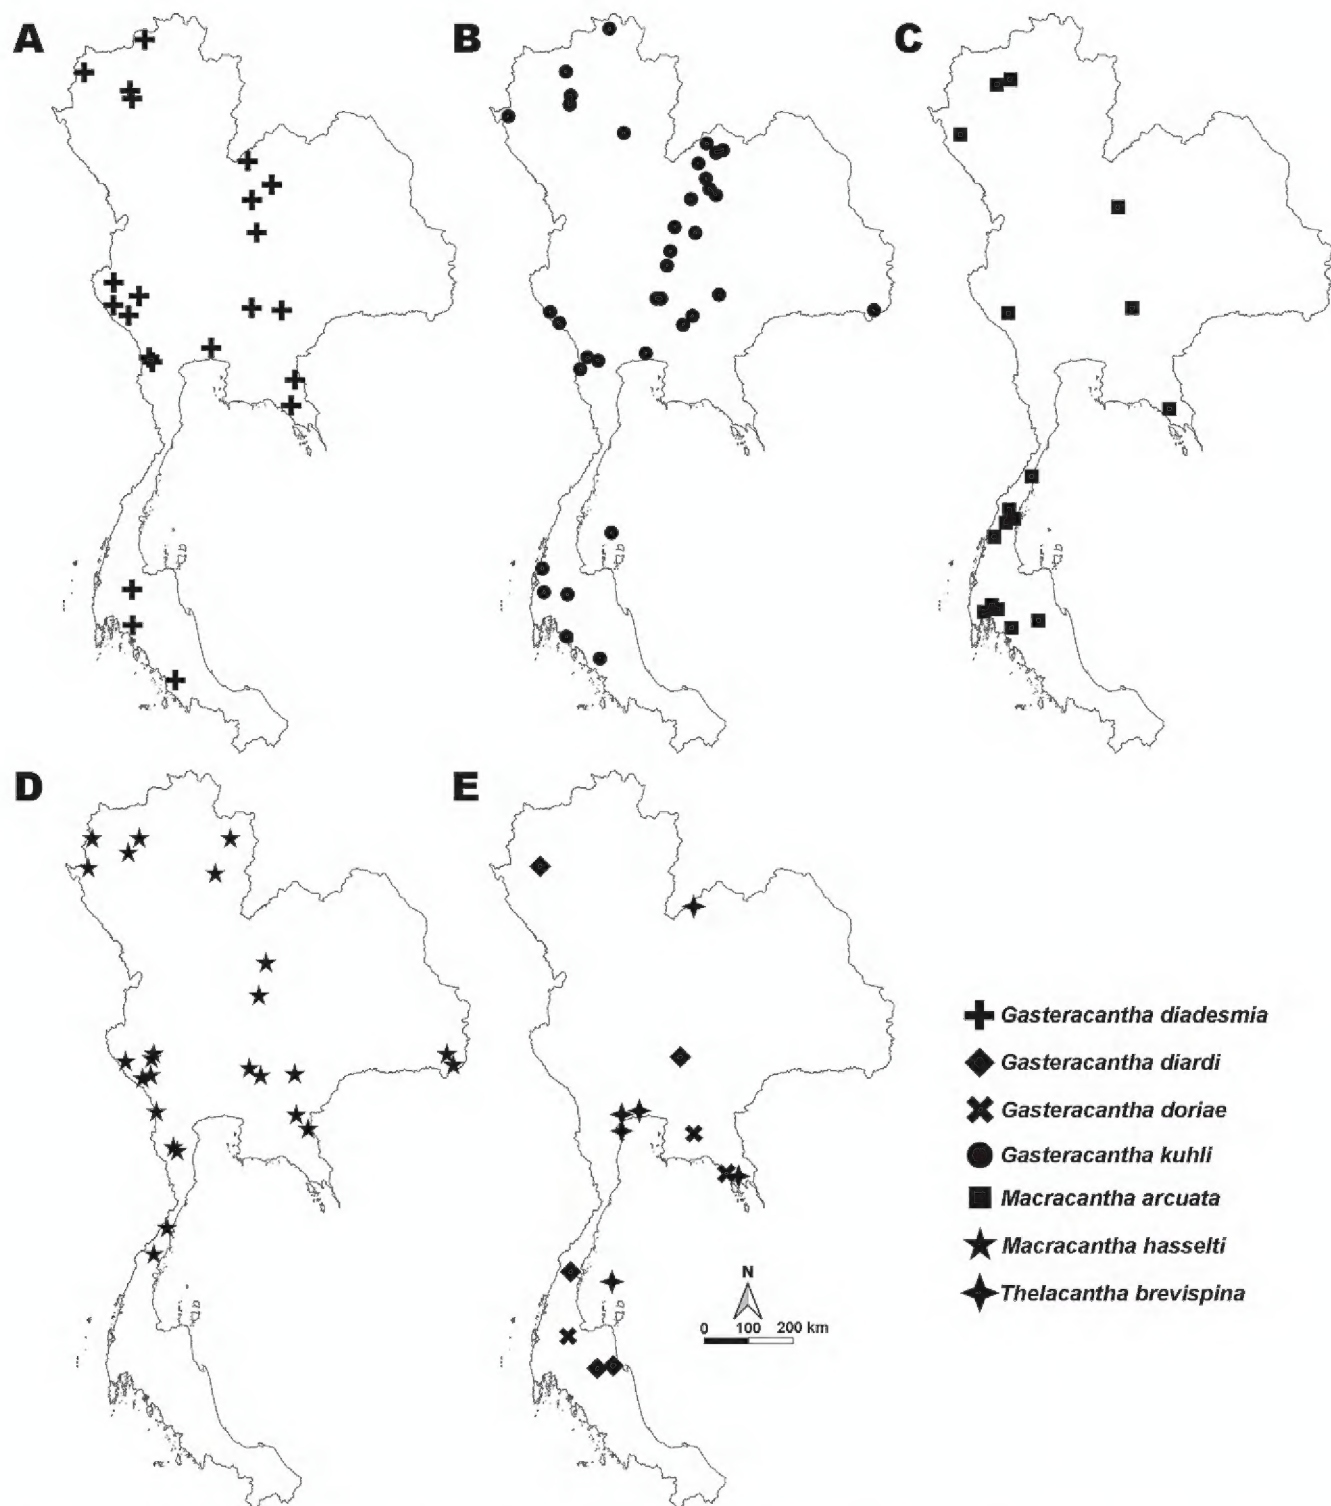 A
B
C
D
E
Gasteracantha diadesmia
Gasteracantha diardi
Gasteracantha doriae
Gasteracantha kuhli
Macracantha arcuata
Macracantha hasselti
Thelacantha brevispina
N
0 100 200 km